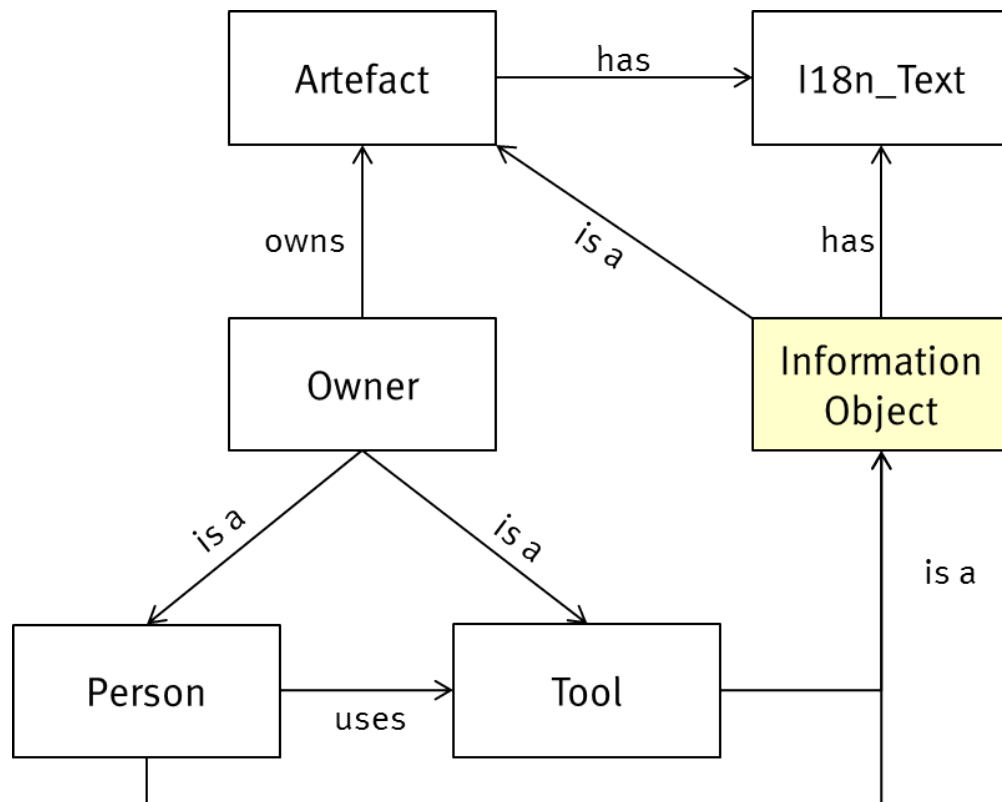 Artefact
has
I18n_Text
owns
is a
has
Owner
Information
Object
is a
is a
is a
Person
uses
Tool